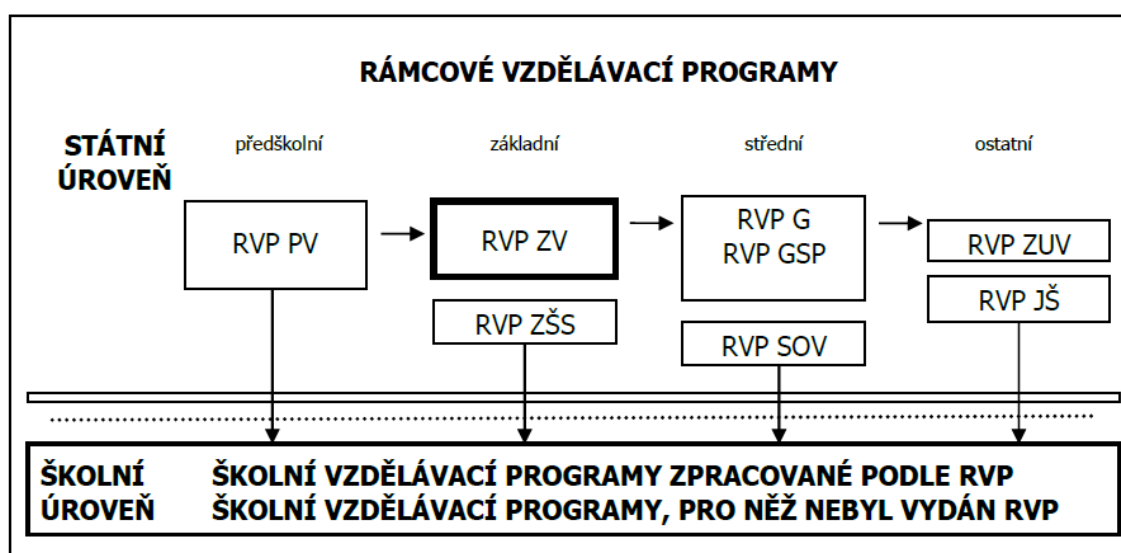 RÁMCOVÉ VZDĚLÁVACÍ PROGRAMY
STÁTNÍ
ÚROVEŇ
předškolní
základní
střední
ostatní
RVP PV
RVP ZV
RVP G
RVP GSP
RVP ZUV
RVP ZŠS
RVP JŠ
RVP SOV
ŠKOLNÍ ŠKOLNÍ VZDĚLÁVACÍ PROGRAMY ZPRACOVANÉ PODLE RVP
ÚROVEŇ ŠKOLNÍ VZDĚLÁVACÍ PROGRAMY, PRO NĚŽ NEBYL VYDÁN RVP